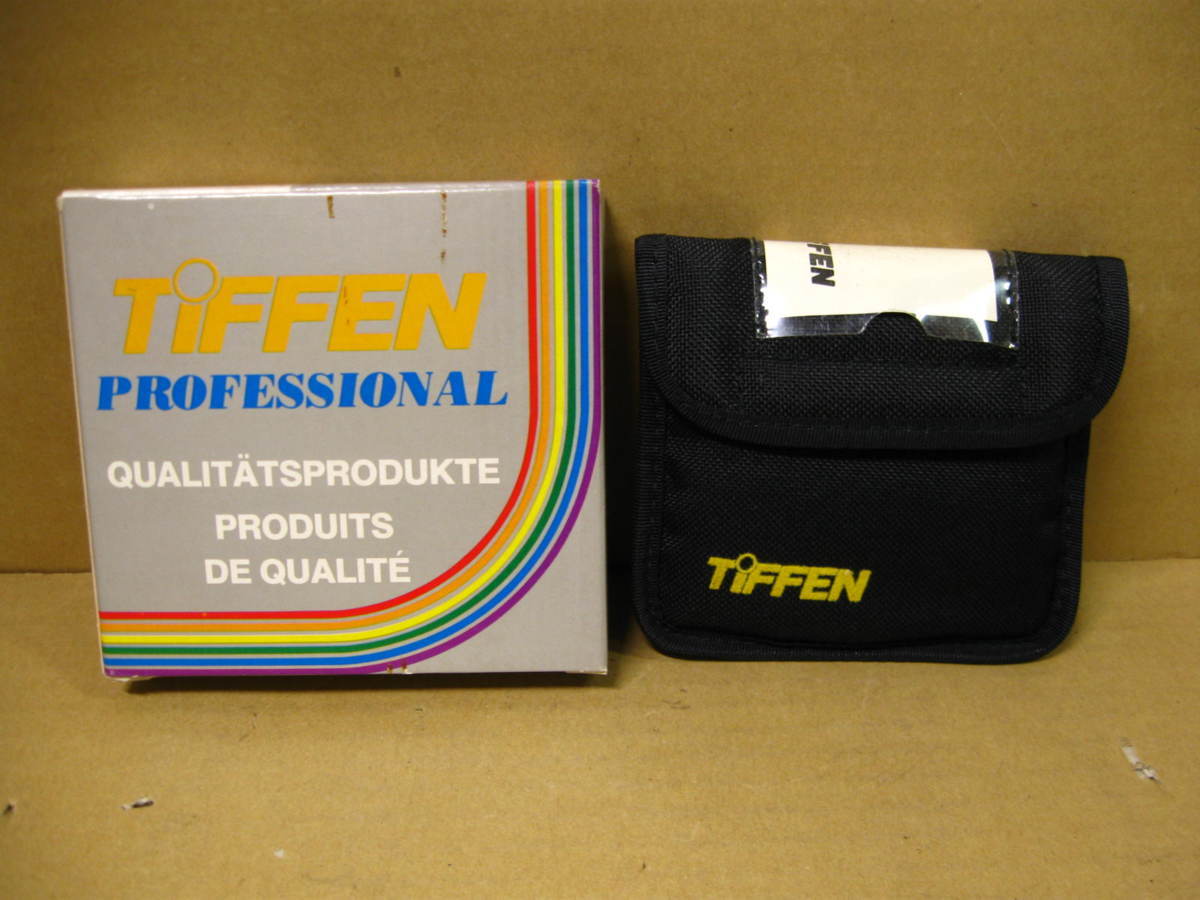 TiFFEN
PROFESSIONAL
QUALITÄTSPRODUKTE
PRODUITS
DE QUALITÉ
TiFFEN